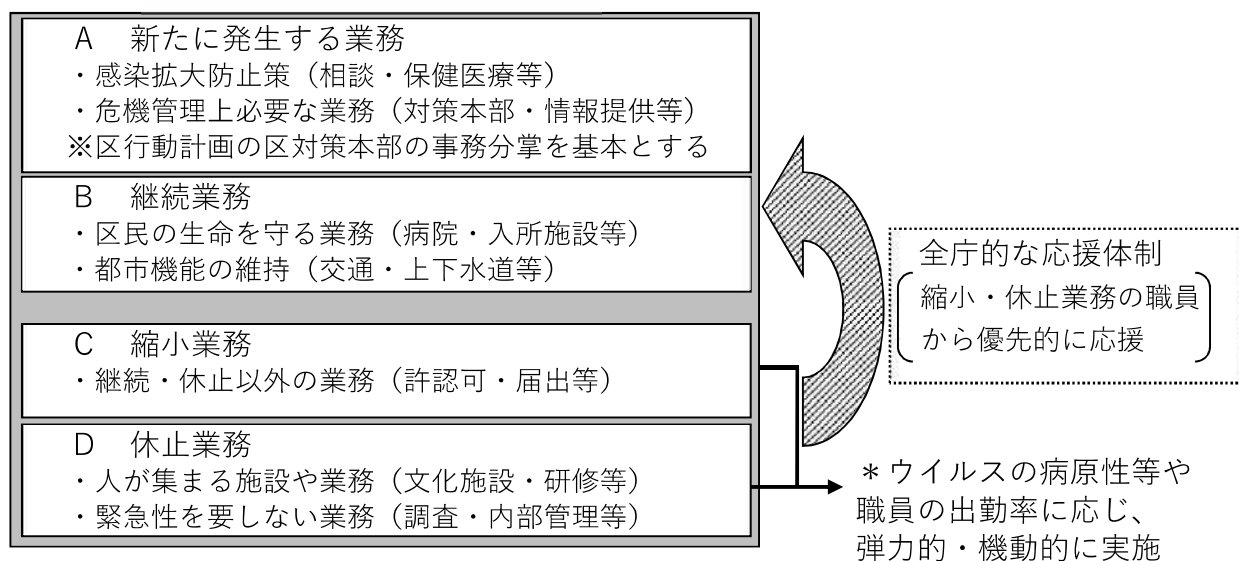 A　新たに発生する業務
・感染拡大防止策（相談・保健医療等）
・危機管理上必要な業務（対策本部・情報提供等）
※区行動計画の区対策本部の事務分掌を基本とする
B　継続業務
・区民の生命を守る業務（病院・入所施設等）
・都市機能の維持（交通・上下水道等）
C　縮小業務
・継続・休止以外の業務（許認可・届出等）
D　休止業務
・人が集まる施設や業務（文化施設・研修等）
・緊急性を要しない業務（調査・内部管理等）
全庁的な応援体制
縮小・休止業務の職員
から優先的に応援
＊ウイルスの病原性等や
職員の出勤率に応じ、
弾力的・機動的に実施